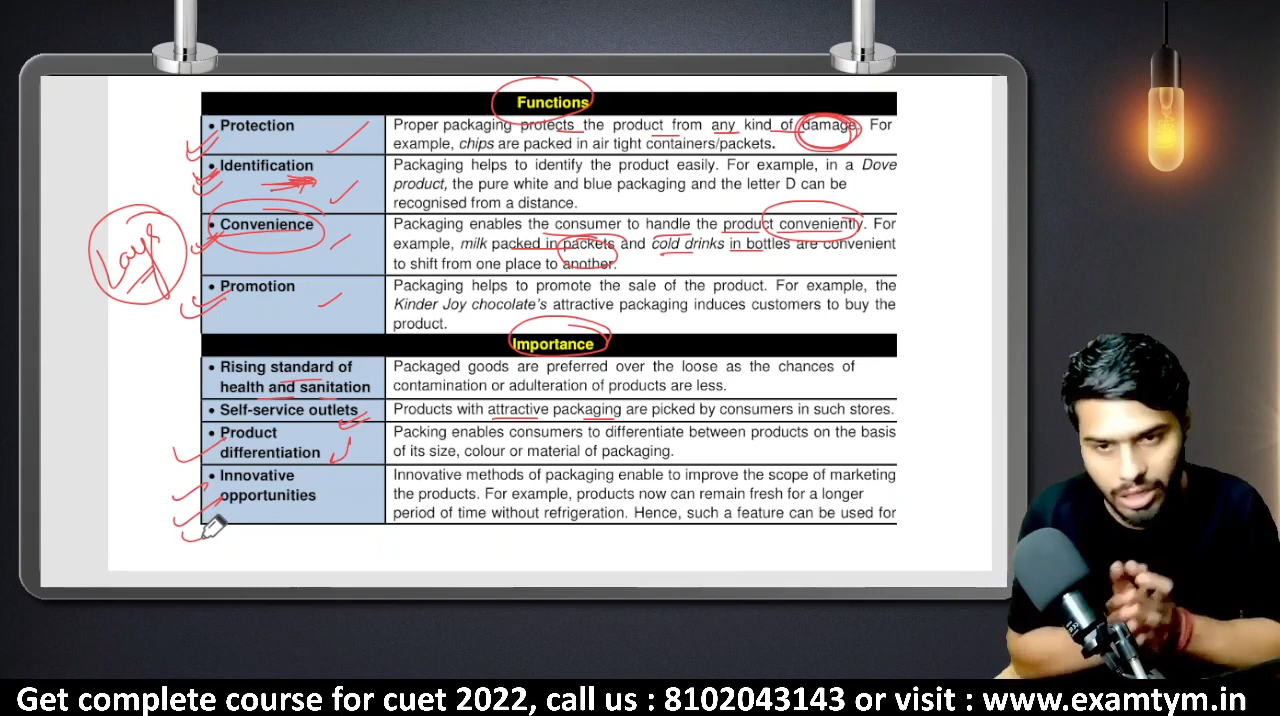 Functions
• Protection
Proper packaging protects the product from any kind of damage. For
example, chips are packed in air tight containers/packets.
• Identification
Packaging helps to identify the product easily. For example, in a Dove
product, the pure white and blue packaging and the letter D can be
recognised from a distance.
Lays
• Convenience
Packaging enables the consumer to handle the product conveniently. For
example, milk packed in packets and cold drinks in bottles are convenient
to shift from one place to another.
• Promotion
Packaging helps to promote the sale of the product. For example, the
Kinder Joy chocolate's attractive packaging induces customers to buy the
product.
Importance
• Rising standard of
health and sanitation
Packaged goods are preferred over the loose as the chances of
contamination or adulteration of products are less.
• Self-service outlets
Products with attractive packaging are picked by consumers in such stores.
• Product
differentiation
Packing enables consumers to differentiate between products on the basis
of its size, colour or material of packaging.
• Innovative
opportunities
Innovative methods of packaging enable to improve the scope of marketing
the products. For example, products now can remain fresh for a longer
period of time without refrigeration. Hence, such a feature can be used for
Get complete course for cuet 2022, call us : 8102043143 or visit : www.examtym.in